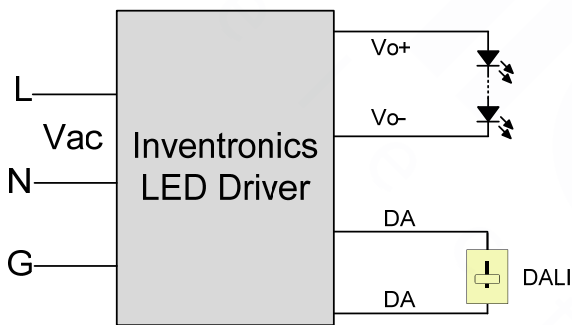 L
Vac
N
G
Inventronics
LED Driver
Vo+
Vo-
DA
DA
DALI